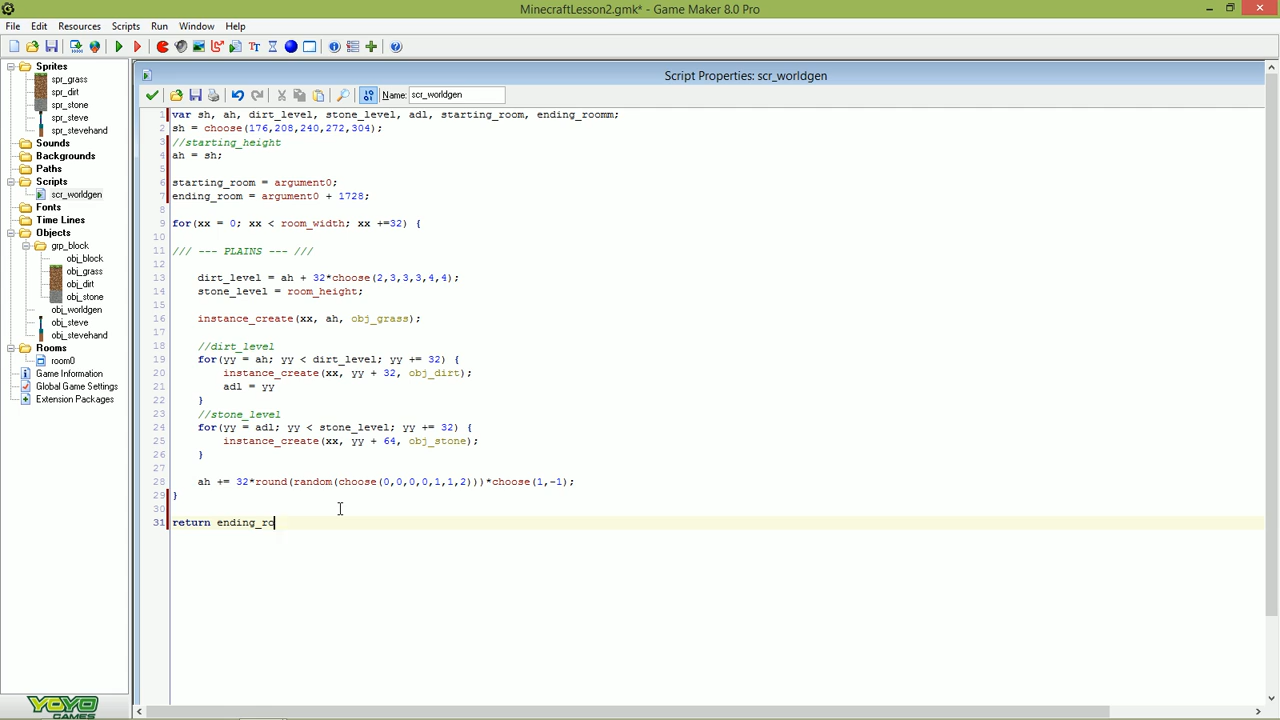 MinecraftLesson2.gmk* - Game Maker 8.0 Pro
File Edit Resources Scripts Run Window Help
Sprites
spr_grass
spr_dirt
spr_stone
spr_steve
spr_stevehand
Sounds
Backgrounds
Paths
Scripts
scr_worldgen
Fonts
Time Lines
Objects
grp_block
obj_block
obj_grass
obj_dirt
obj_stone
obj_worldgen
obj_steve
obj_stevehand
Rooms
room0
Game Information
Global Game Settings
Extension Packages
YOYO
GAMES
Script Properties: scr_worldgen
Name: scr_worldgen
1 var sh, ah, dirt_level, stone_level, adl, starting_room, ending_roomm;
2 sh = choose(176,208,240,272,304);
3 //starting_height
4 ah = sh;
5
6 starting_room = argument0;
7 ending_room = argument0 + 1728;
8
9 for(xx = 0; xx < room_width; xx +=32) {
10
11 /// --- PLAINS --- ///
12
13 dirt_level = ah + 32*choose(2,3,3,3,4,4);
14 stone_level = room_height;
15
16 instance_create(xx, ah, obj_grass);
17
18 //dirt_level
19 for(yy = ah; yy < dirt_level; yy += 32) {
20 instance_create(xx, yy + 32, obj_dirt);
21 adl = yy
22 }
23 //stone_level
24 for(yy = adl; yy < stone_level; yy += 32) {
25 instance_create(xx, yy + 64, obj_stone);
26 }
27
28 ah += 32*round(random(choose(0,0,0,0,1,1,2)))*choose(1,-1);
29 }
30
31 return ending_ro